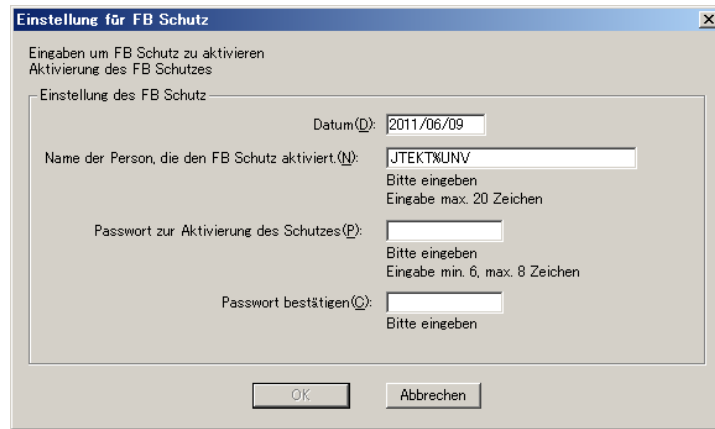 Einstellung für FB Schutz
Eingaben um FB Schutz zu aktivieren
Aktivierung des FB Schutzes
Einstellung des FB Schutz
Datum(D): 2011/06/09
Name der Person, die den FB Schutz aktiviert.(N): JTEKT%UNV
Bitte eingeben
Eingabe max. 20 Zeichen
Passwort zur Aktivierung des Schutzes(P):
Bitte eingeben
Eingabe min. 6, max. 8 Zeichen
Passwort bestätigen(C):
Bitte eingeben
OK Abbrechen